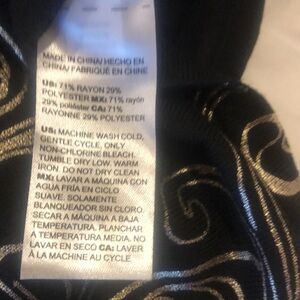 MADE IN CHINA/ HECHO EN
CHINA/ FABRIQUÉ EN CHINE
US: 71% RAYON 29%
POLYESTER MX: 71% rayón
29% poliéster CA: 71%
RAYONNE 29% POLYESTER
US: MACHINE WASH COLD,
GENTLE CYCLE, ONLY
NON-CHLORINE BLEACH.
TUMBLE DRY LOW. WARM
IRON. DO NOT DRY CLEAN
MX: LAVAR A MÁQUINA CON
AGUA FRÍA EN CICLO
SUAVE. SOLAMENTE
BLANQUEADOR SIN CLORO.
SECAR A MÁQUINA A BAJA
TEMPERATURA. PLANCHAR
A TEMPERATURA MEDIA. NO
LAVAR EN SECO CA: LAVER
À LA MACHINE AU CYCLE